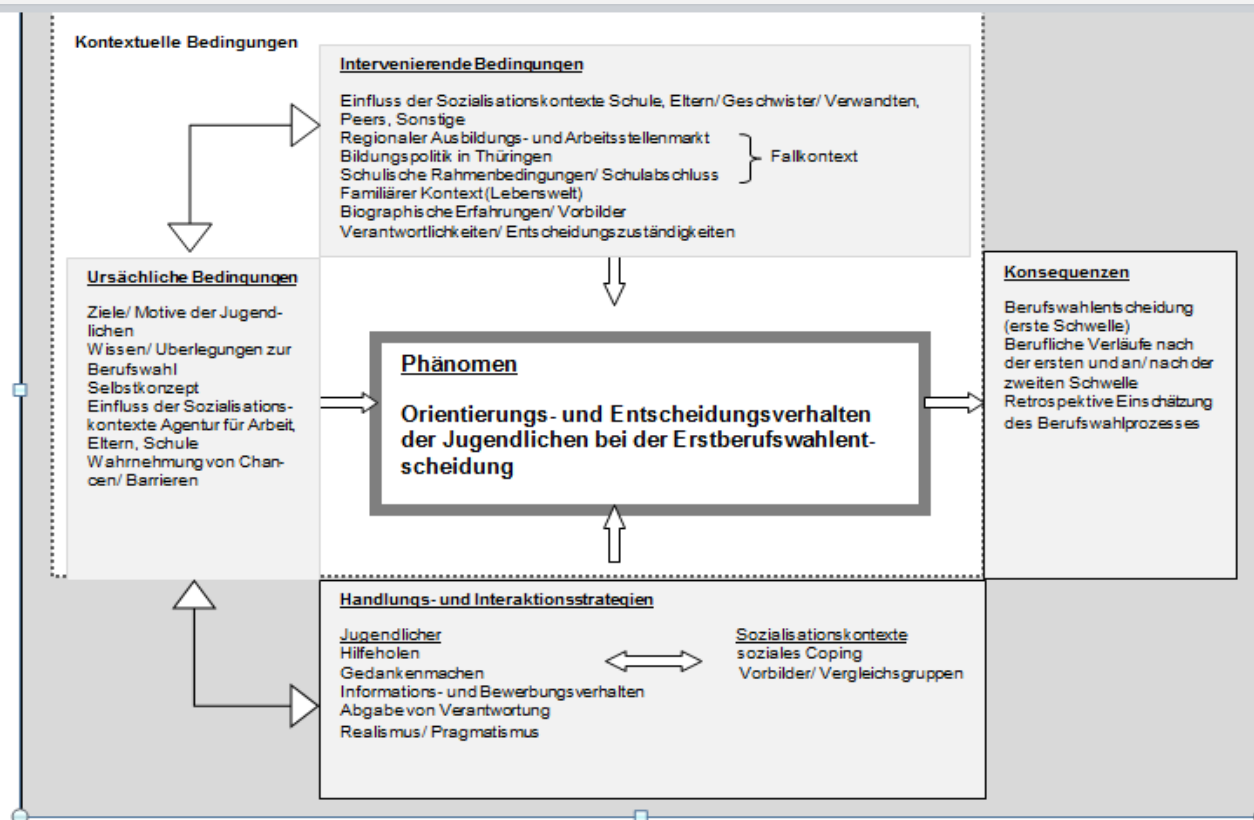 Kontextuelle Bedingungen
Intervenierende Bedingungen
Einfluss der Sozialisationskontexte Schule, Eltern/ Geschwister/ Verwandten,
Peers, Sonstige
Regionaler Ausbildungs- und Arbeitsstellenmarkt
Bildungspolitik in Thüringen
Schulische Rahmenbedingungen/ Schulabschluss
Fallkontext
Familiärer Kontext (Lebenswelt)
Biographische Erfahrungen/ Vorbilder
Verantwortlichkeiten/ Entscheidungszuständigkeiten
Ursächliche Bedingungen
Ziele/ Motive der Jugend-
lichen
Wissen/ Überlegungen zur
Berufswahl
Selbstkonzept
Einfluss der Sozialisations-
kontexte Agentur für Arbeit,
Eltern, Schule
Wahrnehmung von Chan-
cen/ Barrieren
Phänomen
Orientierungs- und Entscheidungsverhalten
der Jugendlichen bei der Erstberufswahlent-
scheidung
Konsequenzen
Berufswahlentscheidung
(erste Schwelle)
Berufliche Verläufe nach
der ersten und an/ nach der
zweiten Schwelle
Retrospektive Einschätzung
des Berufswahlprozesses
Handlungs- und Interaktionsstrategien
Jugendlicher
Hilfeholen
Gedankenmachen
Informations- und Bewerbungsverhalten
Abgabe von Verantwortung
Realismus/ Pragmatismus
Sozialisationskontexte
soziales Coping
Vorbilder/ Vergleichsgruppen